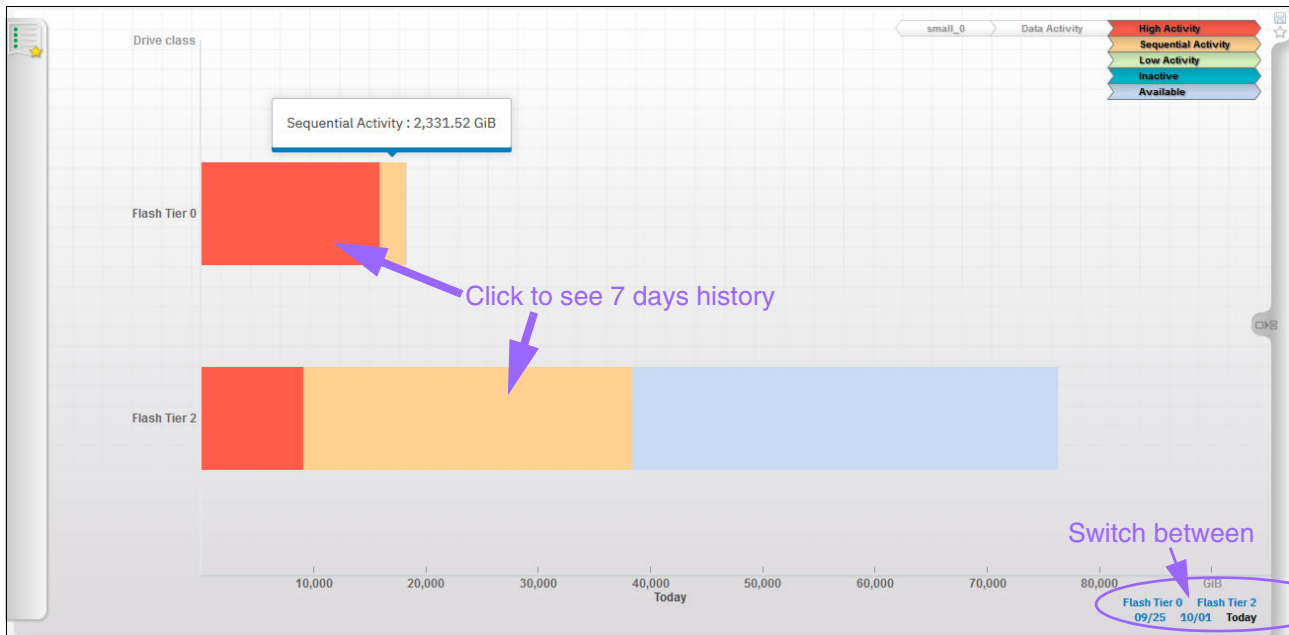 small_0
Data Activity
High Activity
Sequential Activity
Low Activity
Inactive
Available
Drive class
Sequential Activity : 2,331.52 GiB
Flash Tier 0
Click to see 7 days history
Flash Tier 2
Switch between
10,000 20,000 30,000 40,000 50,000 60,000 70,000 80,000 GiB
Today
Flash Tier 0 Flash Tier 2
09/25 10/01 Today